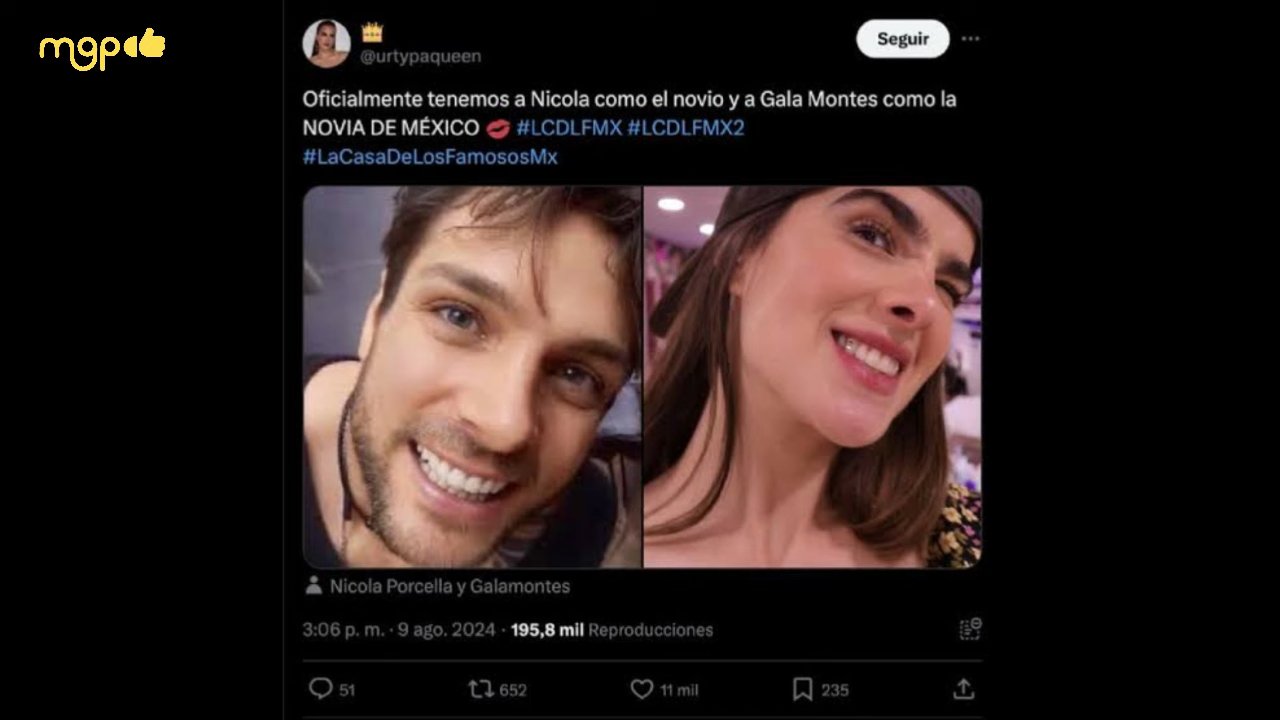 mgp
@urtypaqueen
Seguir
Oficialmente tenemos a Nicola como el novio y a Gala Montes como la
NOVIA DE MÉXICO 💋 #LCDLFMX #LCDLFMX2
#LaCasaDeLosFamososMx
Nicola Porcella y Galamontes
3:06 p. m. · 9 ago. 2024 · 195,8 mil Reproducciones
51 652 11 mil 235